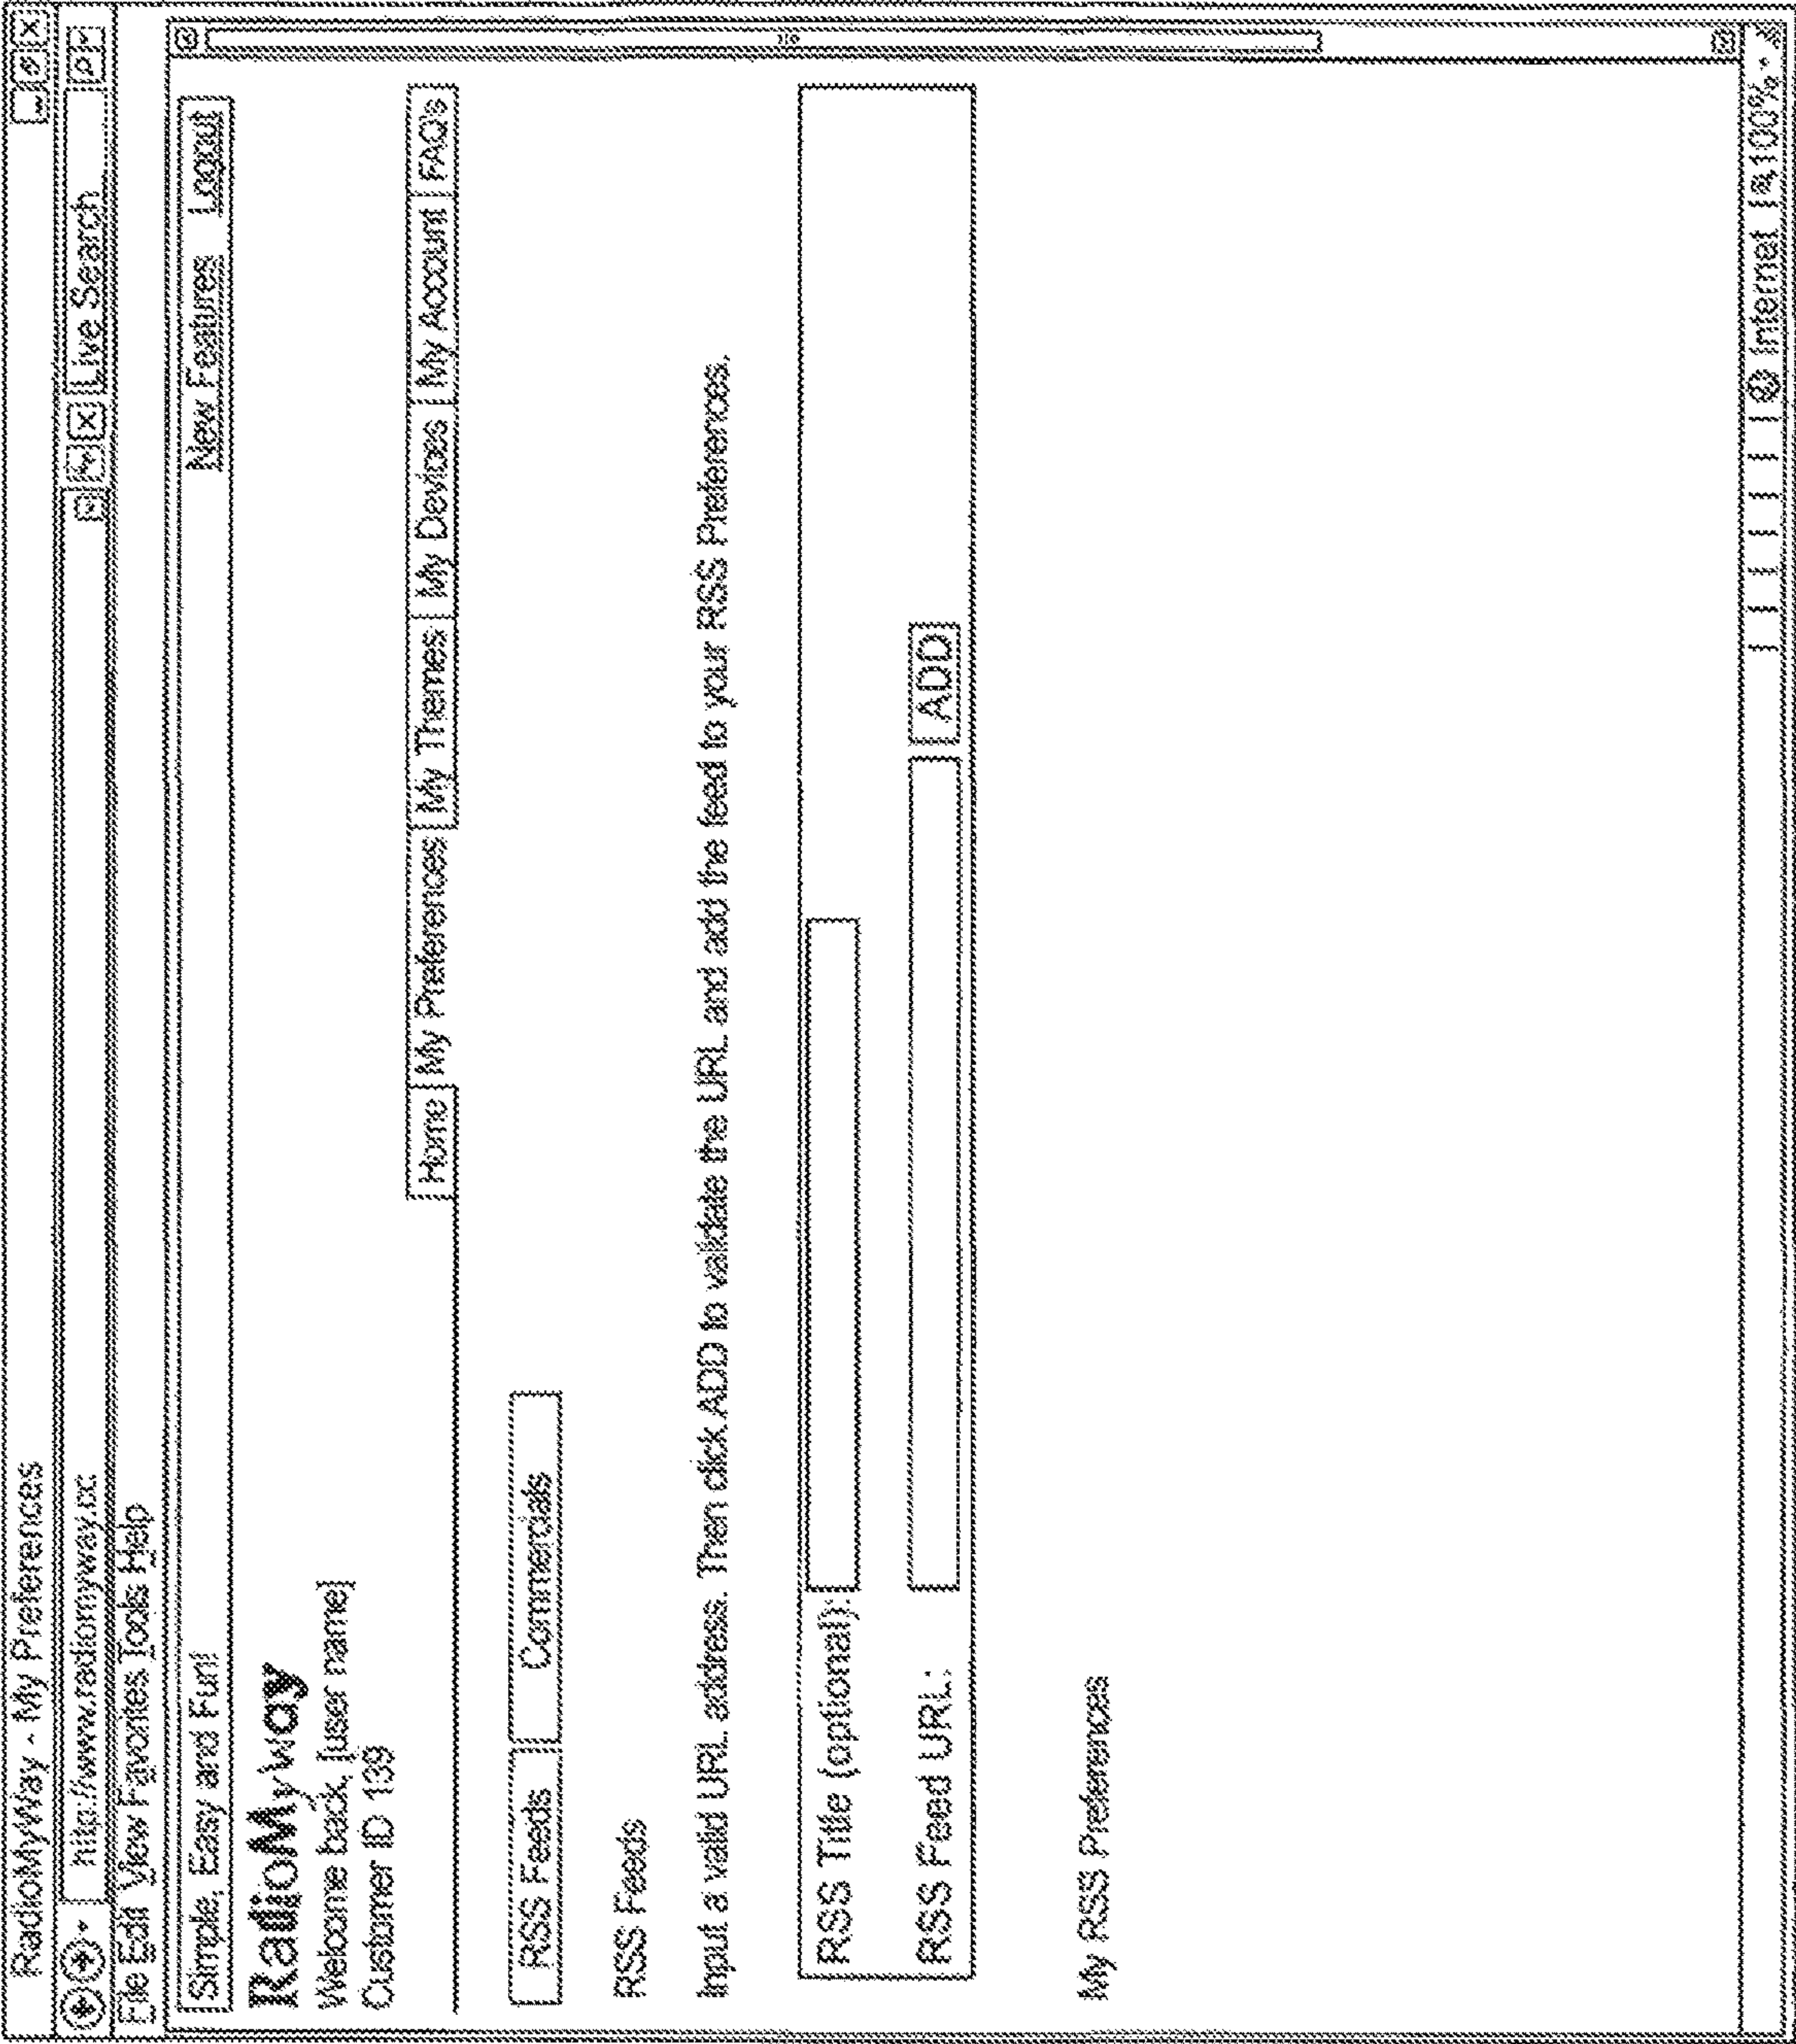 RadioMyWay - My Preferences
http://www.radiomyway.cc
Live Search
File Edit View Favorites Tools Help
Simple, Easy and Fun! New Features Logout
RadioMyWay
Welcome back, [user name]
Customer ID 139
Home My Preferences My Themes My Devices My Account FAQ's
RSS Feeds Commercials
RSS Feeds
Input a valid URL address. Then click ADD to validate the URL and add the feed to your RSS Preferences.
RSS Title (optional):
RSS Feed URL: ADD
My RSS Preferences
Internet 100%